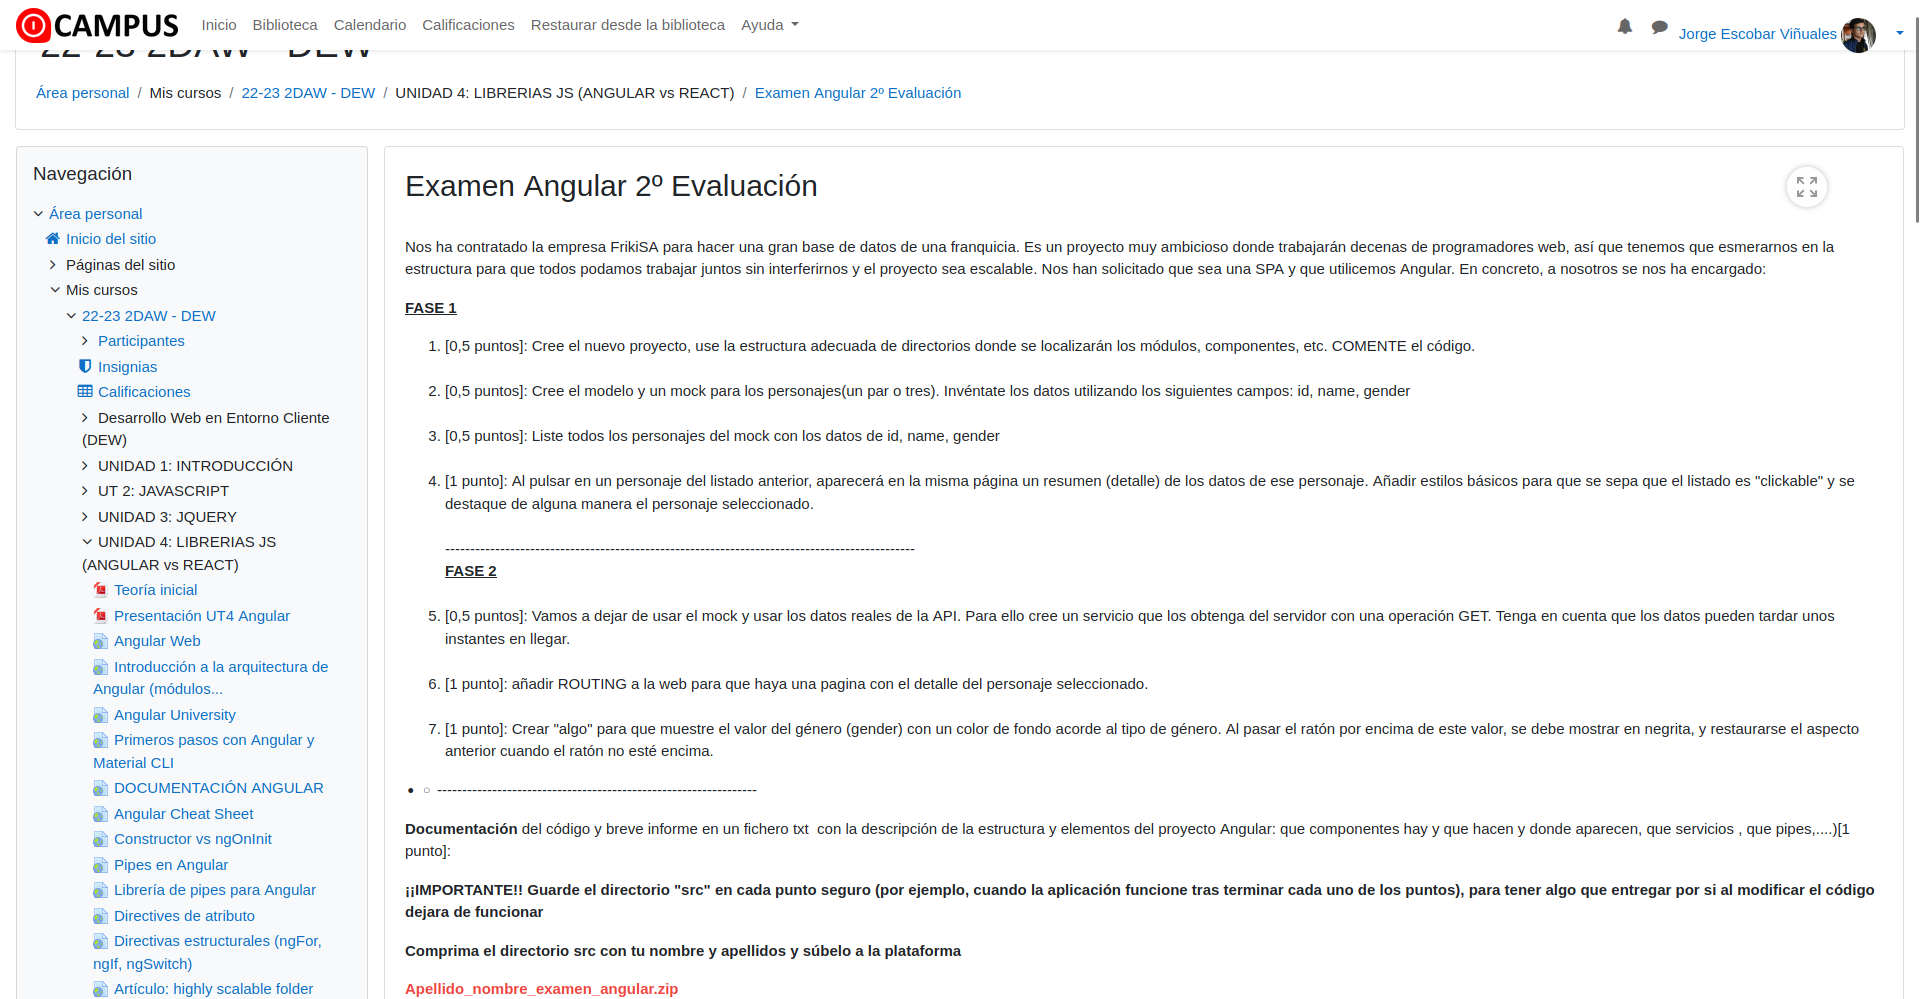 CAMPUS Inicio Biblioteca Calendario Calificaciones Restaurar desde la biblioteca Ayuda Jorge Escobar Viñuales
22-23 2DAW - DEW
Área personal / Mis cursos / 22-23 2DAW - DEW / UNIDAD 4: LIBRERIAS JS (ANGULAR vs REACT) / Examen Angular 2º Evaluación
Navegación
Área personal
Inicio del sitio
Páginas del sitio
Mis cursos
22-23 2DAW - DEW
Participantes
Insignias
Calificaciones
Desarrollo Web en Entorno Cliente
(DEW)
UNIDAD 1: INTRODUCCIÓN
UT 2: JAVASCRIPT
UNIDAD 3: JQUERY
UNIDAD 4: LIBRERIAS JS
(ANGULAR vs REACT)
Teoría inicial
Presentación UT4 Angular
Angular Web
Introducción a la arquitectura de
Angular (módulos...
Angular University
Primeros pasos con Angular y
Material CLI
DOCUMENTACIÓN ANGULAR
Angular Cheat Sheet
Constructor vs ngOnInit
Pipes en Angular
Librería de pipes para Angular
Directives de atributo
Directivas estructurales (ngFor,
ngIf, ngSwitch)
Artículo: highly scalable folder
Examen Angular 2º Evaluación
Nos ha contratado la empresa FrikiSA para hacer una gran base de datos de una franquicia. Es un proyecto muy ambicioso donde trabajarán decenas de programadores web, así que tenemos que esmerarnos en la
estructura para que todos podamos trabajar juntos sin interferirnos y el proyecto sea escalable. Nos han solicitado que sea una SPA y que utilicemos Angular. En concreto, a nosotros se nos ha encargado:
FASE 1
1. [0,5 puntos]: Cree el nuevo proyecto, use la estructura adecuada de directorios donde se localizarán los módulos, componentes, etc. COMENTE el código.
2. [0,5 puntos]: Cree el modelo y un mock para los personajes(un par o tres). Invéntate los datos utilizando los siguientes campos: id, name, gender
3. [0,5 puntos]: Liste todos los personajes del mock con los datos de id, name, gender
4. [1 punto]: Al pulsar en un personaje del listado anterior, aparecerá en la misma página un resumen (detalle) de los datos de ese personaje. Añadir estilos básicos para que se sepa que el listado es "clickable" y se
destaque de alguna manera el personaje seleccionado.
----------------------------------------------------------------------------------------------
FASE 2
5. [0,5 puntos]: Vamos a dejar de usar el mock y usar los datos reales de la API. Para ello cree un servicio que los obtenga del servidor con una operación GET. Tenga en cuenta que los datos pueden tardar unos
instantes en llegar.
6. [1 punto]: añadir ROUTING a la web para que haya una pagina con el detalle del personaje seleccionado.
7. [1 punto]: Crear "algo" para que muestre el valor del género (gender) con un color de fondo acorde al tipo de género. Al pasar el ratón por encima de este valor, se debe mostrar en negrita, y restaurarse el aspecto
anterior cuando el ratón no esté encima.
----------------------------------------------------------------
Documentación del código y breve informe en un fichero txt con la descripción de la estructura y elementos del proyecto Angular: que componentes hay y que hacen y donde aparecen, que servicios , que pipes,....)[1
punto]:
¡¡IMPORTANTE!! Guarde el directorio "src" en cada punto seguro (por ejemplo, cuando la aplicación funcione tras terminar cada uno de los puntos), para tener algo que entregar por si al modificar el código
dejara de funcionar
Comprima el directorio src con tu nombre y apellidos y súbelo a la plataforma
Apellido_nombre_examen_angular.zip